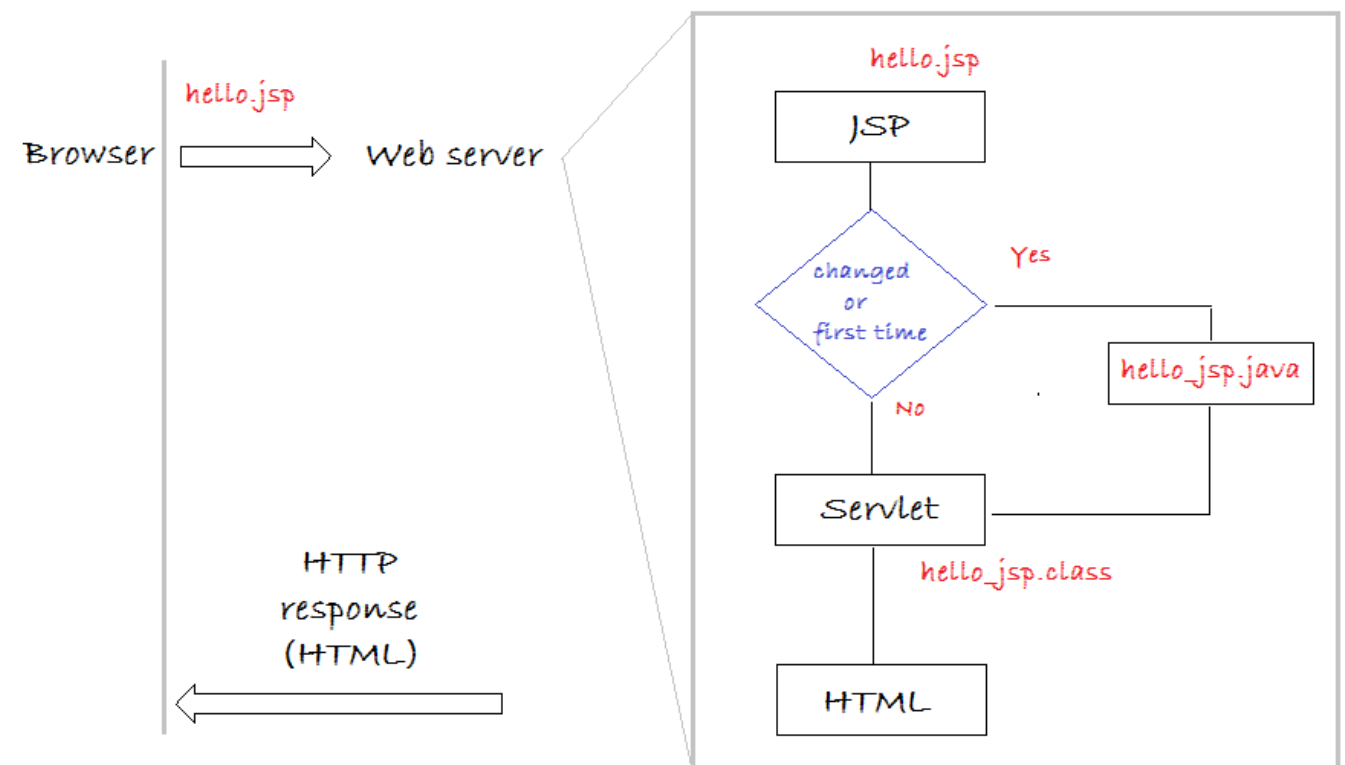 hello.jsp
Browser
Web server
HTTP
response
(HTML)
hello.jsp
JSP
changed
or
first time
Yes
hello_jsp.java
No
Servlet
hello_jsp.class
HTML